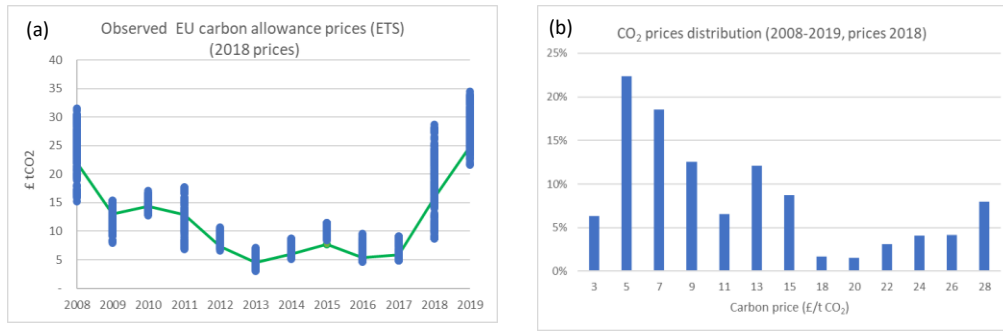 (a)
Observed EU carbon allowance prices (ETS)
(2018 prices)
£ tCO2
40
35
30
25
20
15
10
5
-
2008 2009 2010 2011 2012 2013 2014 2015 2016 2017 2018 2019
(b)
CO₂ prices distribution (2008-2019, prices 2018)
25%
20%
15%
10%
5%
0%
3 5 7 9 11 13 15 18 20 22 24 26 28
Carbon price (£/t CO₂)